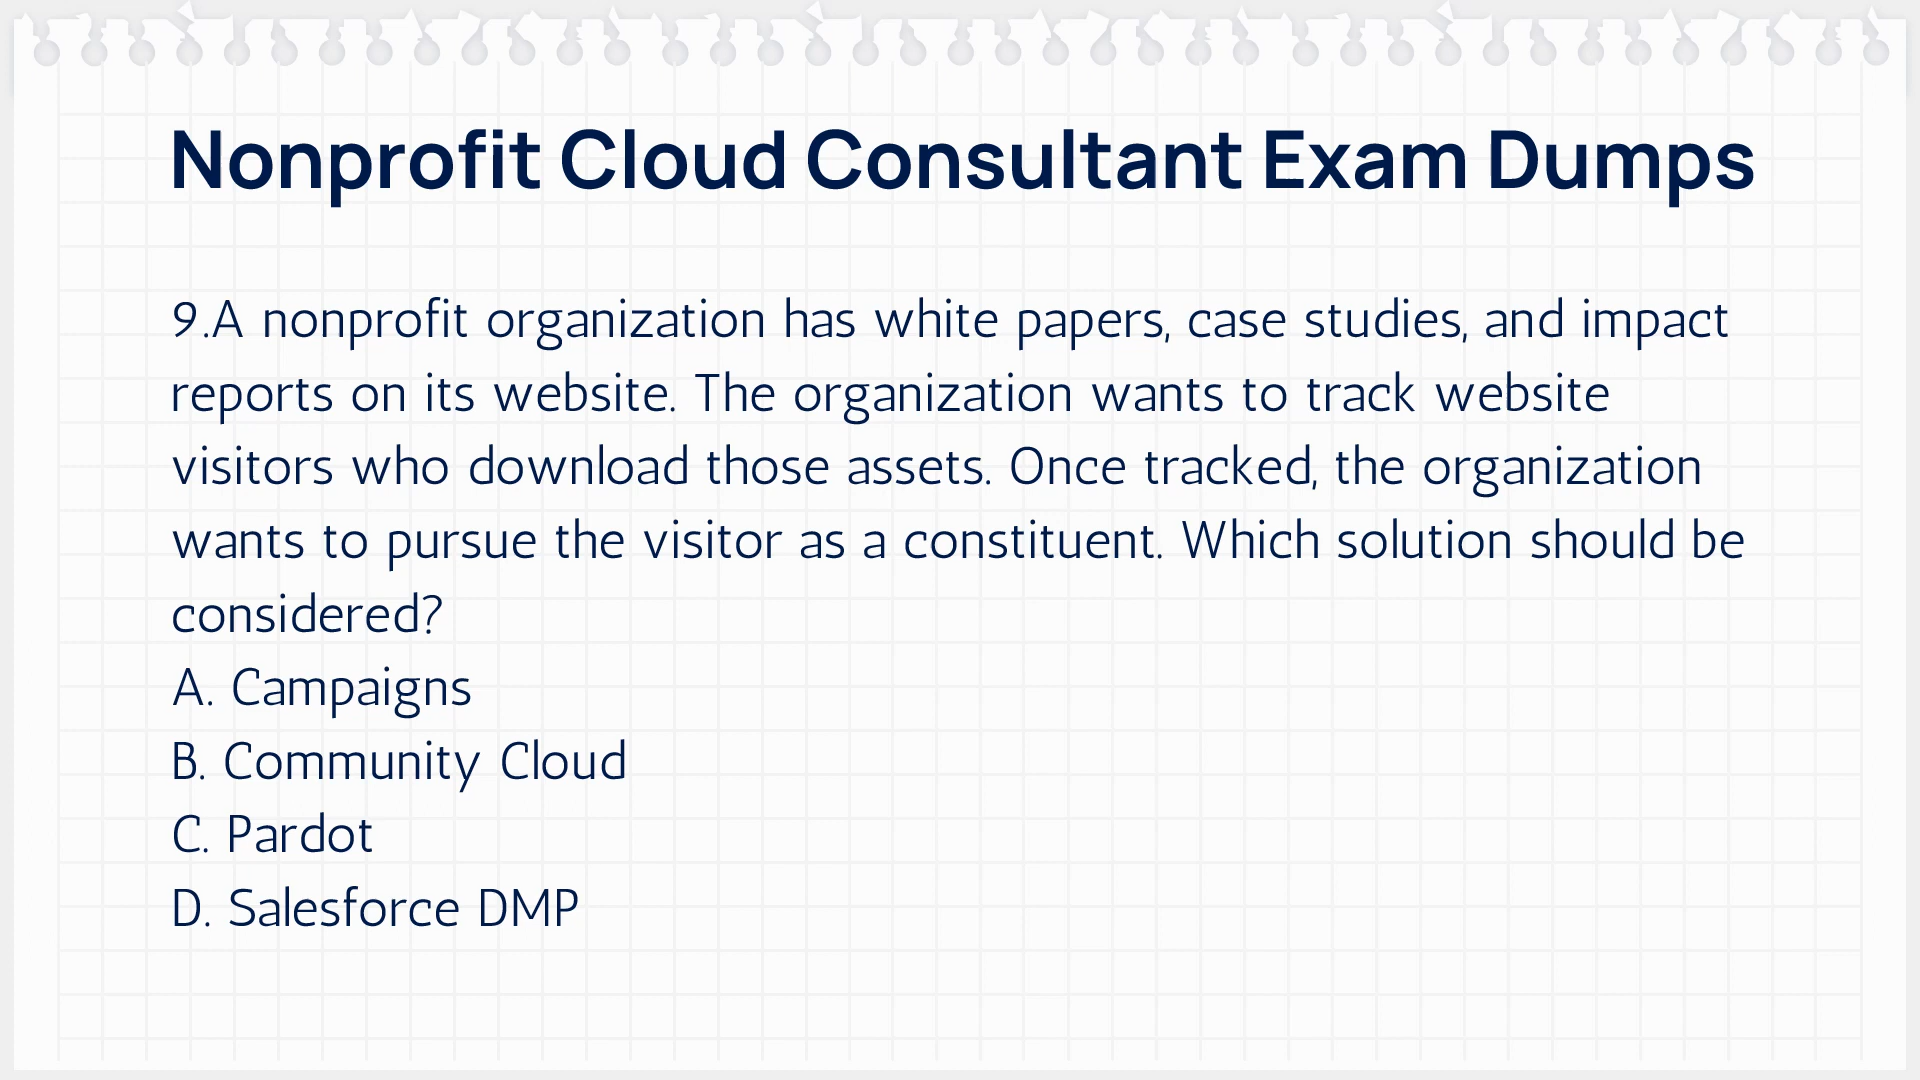 Nonprofit Cloud Consultant Exam Dumps
9.A nonprofit organization has white papers, case studies, and impact
reports on its website. The organization wants to track website
visitors who download those assets. Once tracked, the organization
wants to pursue the visitor as a constituent. Which solution should be
considered?
A. Campaigns
B. Community Cloud
C. Pardot
D. Salesforce DMP